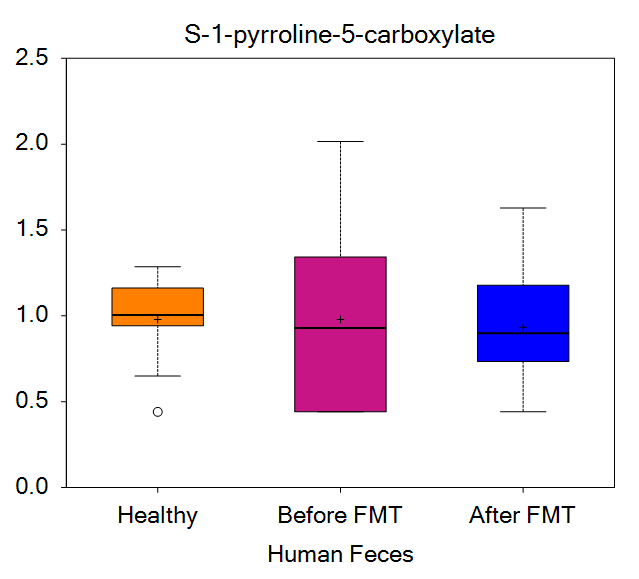 S-1-pyrroline-5-carboxylate
2.5
2.0
1.5
1.0
0.5
0.0
Healthy Before FMT After FMT
Human Feces